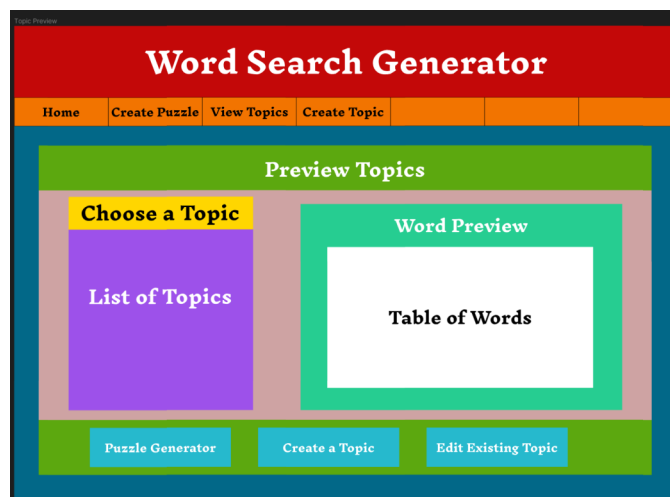 Topic Preview
Word Search Generator
Home Create Puzzle View Topics Create Topic
Preview Topics
Choose a Topic
List of Topics
Word Preview
Table of Words
Puzzle Generator Create a Topic Edit Existing Topic